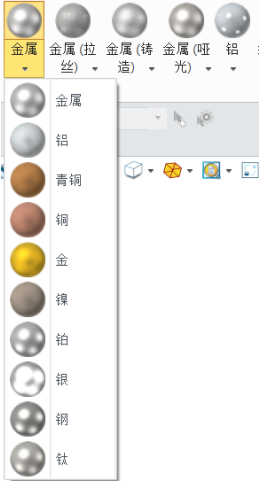 金属 金属 (拉 金属 (铸 金属 (哑 铝
丝) 造) 光)
金属
铝
青铜
铜
金
镍
铂
银
钢
钛